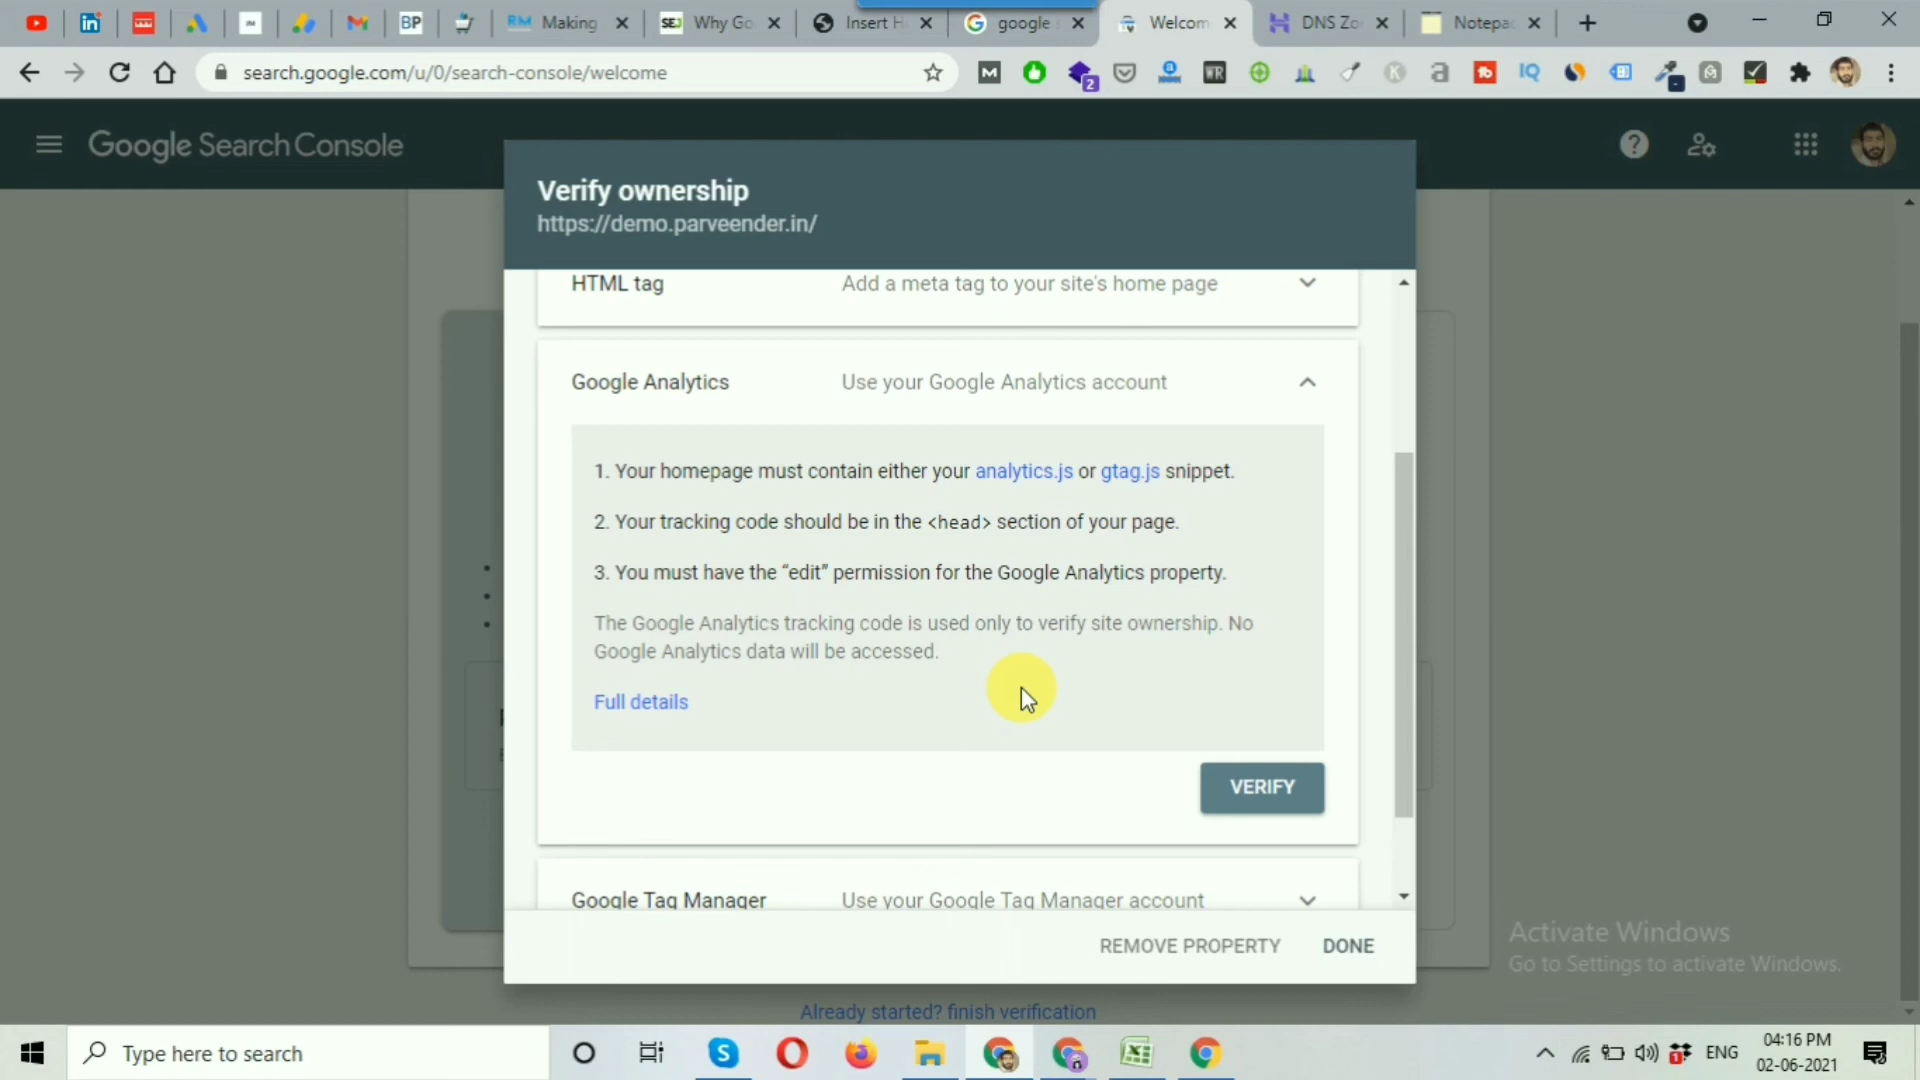 Making
SEJ Why Go
Insert H
google
Welcom
DNS Zo
Notepa
search.google.com/u/0/search-console/welcome
Google Search Console
Verify ownership
https://demo.parveender.in/
HTML tag Add a meta tag to your site's home page
Google Analytics Use your Google Analytics account
1. Your homepage must contain either your analytics.js or gtag.js snippet.
2. Your tracking code should be in the <head> section of your page.
3. You must have the “edit” permission for the Google Analytics property.
The Google Analytics tracking code is used only to verify site ownership. No
Google Analytics data will be accessed.
Full details
VERIFY
Google Tag Manager Use your Google Tag Manager account
REMOVE PROPERTY DONE
Activate Windows
Go to Settings to activate Windows.
Already started? finish verification
Type here to search
ENG
04:16 PM
02-06-2021